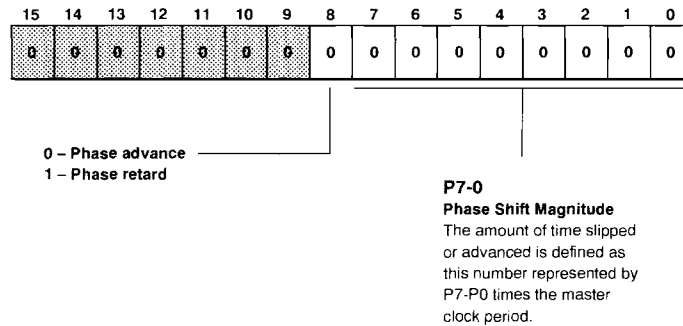 15 14 13 12 11 10 9 8 7 6 5 4 3 2 1 0
0 0 0 0 0 0 0 0 0 0 0 0 0 0 0 0
0 – Phase advance
1 – Phase retard
P7-0
Phase Shift Magnitude
The amount of time slipped
or advanced is defined as
this number represented by
P7-P0 times the master
clock period.